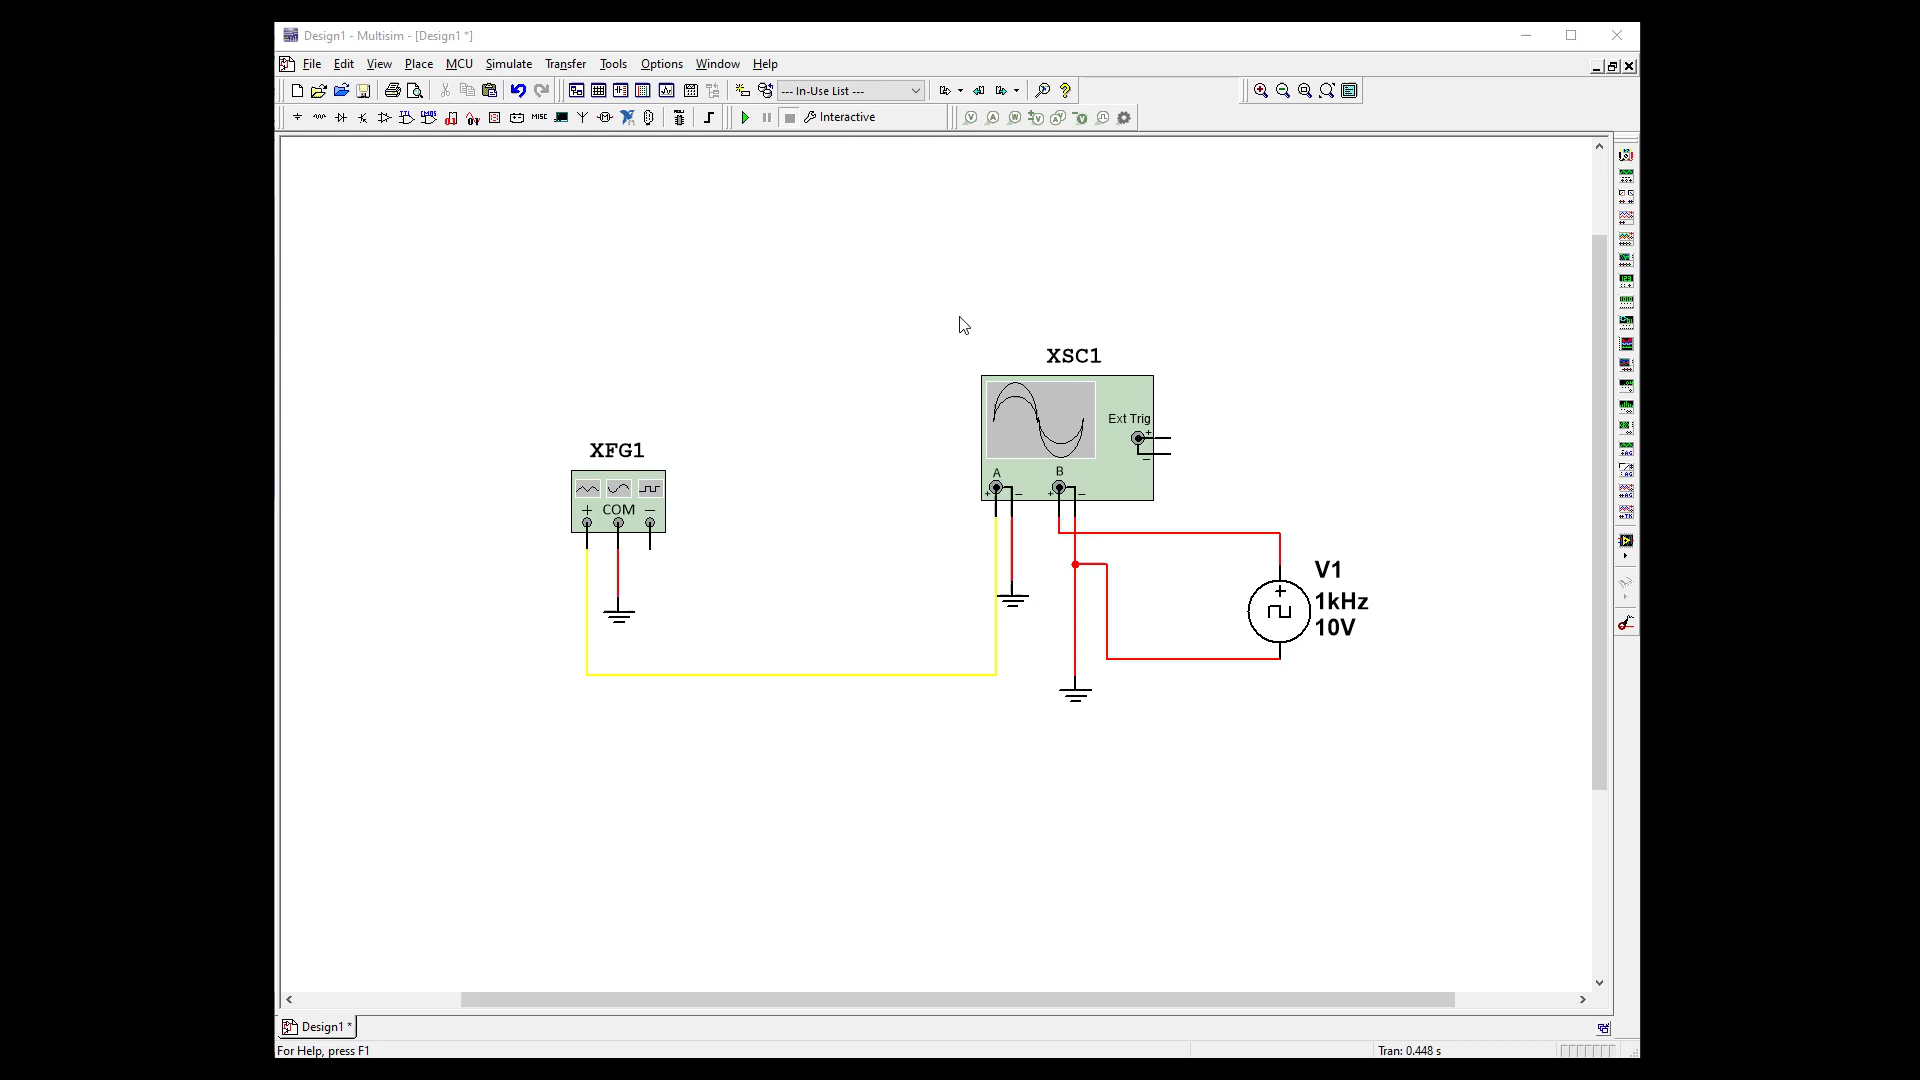 Design1 - Multisim - [Design1 *]
File Edit View Place MCU Simulate Transfer Tools Options Window Help
--- In-Use List ---
MISC Interactive
XSC1
Ext Trig
+
−
A B
+ − + −
XFG1
+ COM −
V1
1kHz
10V
+
Design1 *
For Help, press F1 Tran: 0.448 s